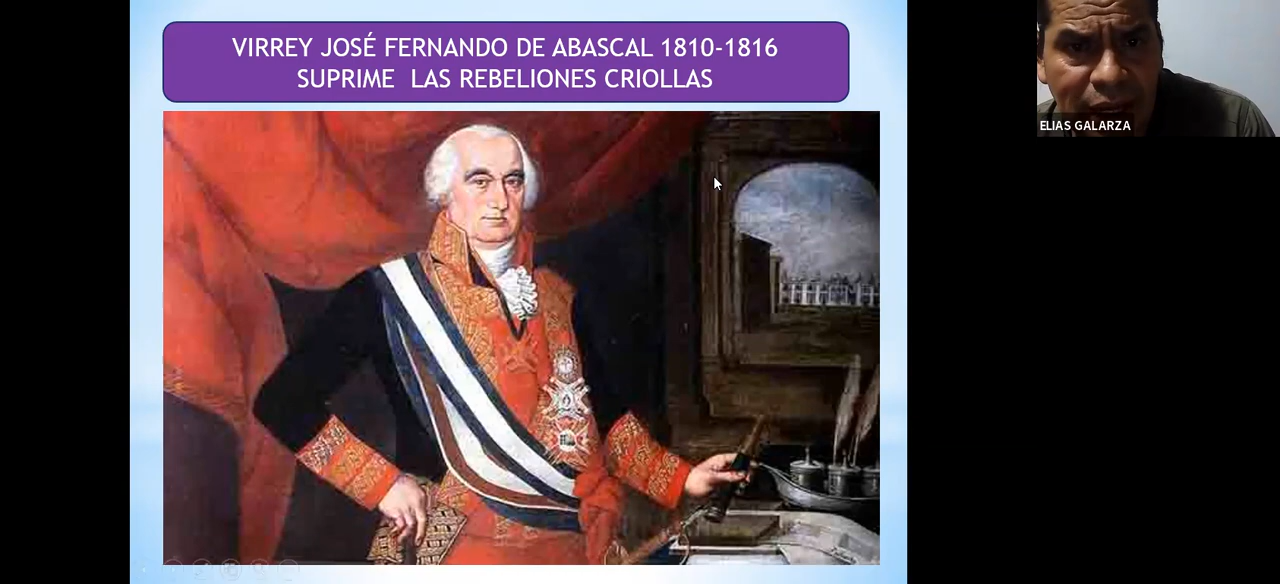 VIRREY JOSÉ FERNANDO DE ABASCAL 1810-1816
SUPRIME LAS REBELIONES CRIOLLAS
ELIAS GALARZA